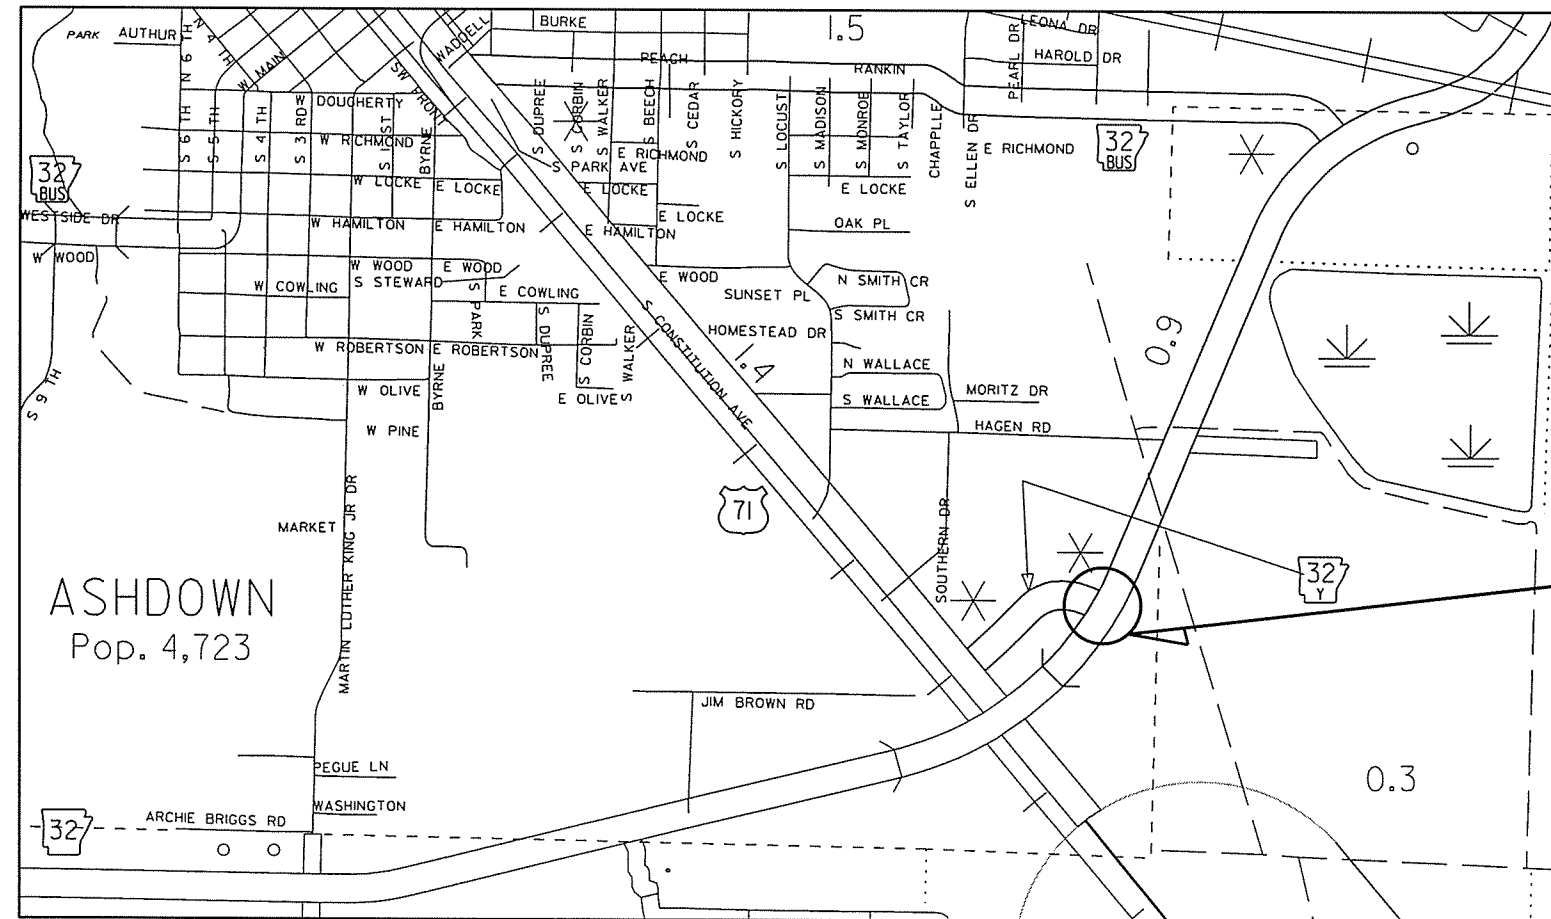 PARK
AUTHUR
N 6 TH
N 4 TH
W MAIN
SW FRONT
WADDELL
BURKE
1.5
PEACH
RANKIN
LEONA DR
PEARL DR
HAROLD DR
W DOUGHERTY
S 6 TH
S 5 TH
S 4 TH
S 3 RD
S 1 ST
BYRNE
W RICHMOND
S DUPREE
S CORBIN
S WALKER
S BEECH
S CEDAR
S HICKORY
S LOCUST
S MADISON
S MONROE
S TAYLOR
CHAPPLLE
S ELLEN DR
E RICHMOND
E RICHMOND
32
BUS
32
BUS
S PARK AVE
W LOCKE
E LOCKE
E LOCKE
E LOCKE
E LOCKE
WESTSIDE DR
W HAMILTON
E HAMILTON
E HAMILTON
OAK PL
W WOOD
W WOOD
E WOOD
E WOOD
S STEWARD
W COWLING
S PARK
E COWLING
SUNSET PL
N SMITH CR
S SMITH CR
S DUPREE
S CORBIN
S WALKER
S CONSTITUTION AVE
HOMESTEAD DR
1.4
0.9
W ROBERTSON
E ROBERTSON
N WALLACE
S WALLACE
MORITZ DR
S 9 TH
W OLIVE
BYRNE
E OLIVE
W PINE
HAGEN RD
MARKET
MARTIN LUTHER KING JR DR
71
SOUTHERN DR
32
Y
ASHDOWN
Pop. 4,723
JIM BROWN RD
PEGUE LN
WASHINGTON
ARCHIE BRIGGS RD
32
0.3